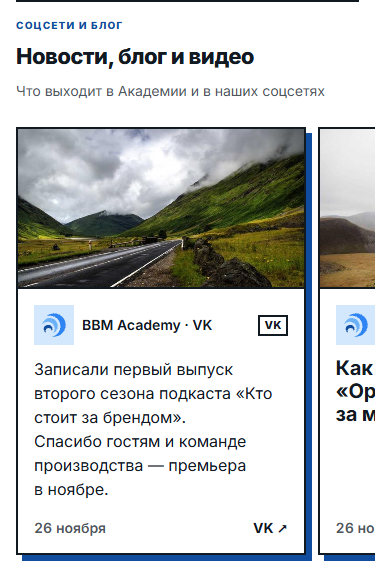 СОЦСЕТИ И БЛОГ
Новости, блог и видео
Что выходит в Академии и в наших соцсетях
BBM Academy · VK
VK
Записали первый выпуск
второго сезона подкаста «Кто
стоит за брендом».
Спасибо гостям и команде
производства — премьера
в ноябре.
26 ноября
VK ↗
Как
«Ор
за м
26 но